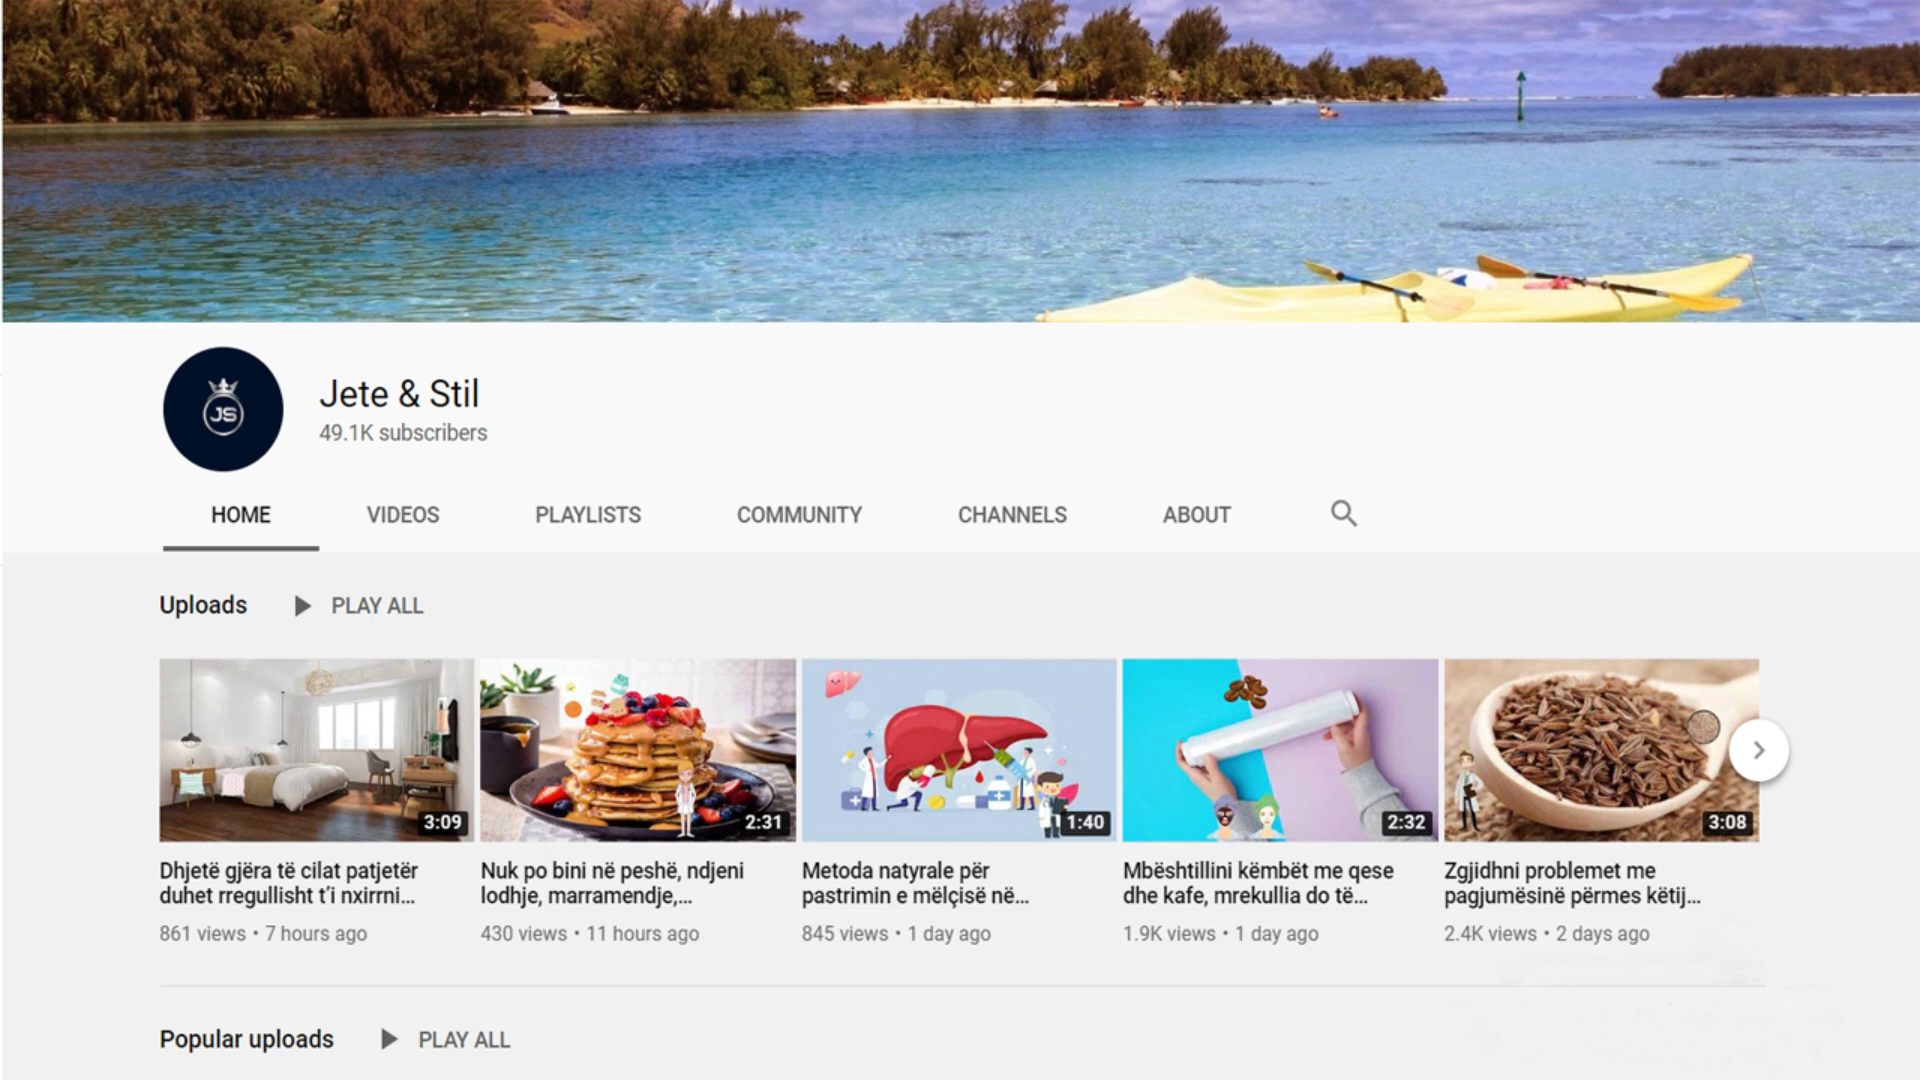 JS
Jete & Stil
49.1K subscribers
HOME VIDEOS PLAYLISTS COMMUNITY CHANNELS ABOUT
Uploads PLAY ALL
3:09 2:31 1:40 2:32 3:08
Dhjetë gjëra të cilat patjetër
duhet rregullisht t'i nxirrni...
861 views • 7 hours ago
Nuk po bini në peshë, ndjeni
lodhje, marramendje,...
430 views • 11 hours ago
Metoda natyrale për
pastrimin e mëlçisë në...
845 views • 1 day ago
Mbështillini këmbët me qese
dhe kafe, mrekullia do të...
1.9K views • 1 day ago
Zgjidhni problemet me
pagjumësinë përmes këtij...
2.4K views • 2 days ago
Popular uploads PLAY ALL